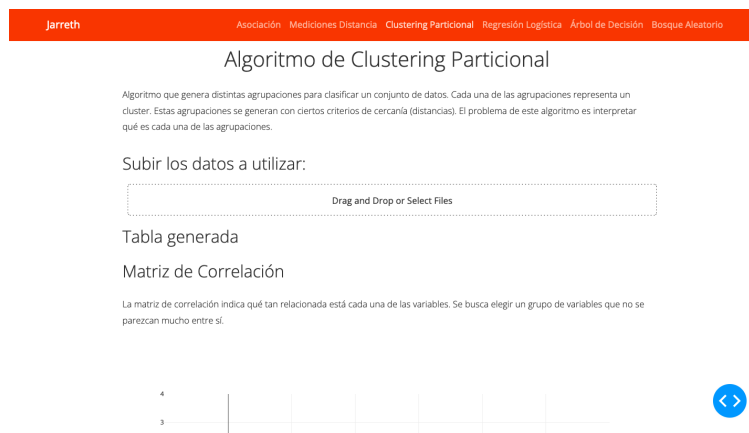 Jarreth Asociación Mediciones Distancia Clustering Particional Regresión Logística Árbol de Decisión Bosque Aleatorio
Algoritmo de Clustering Particional
Algoritmo que genera distintas agrupaciones para clasificar un conjunto de datos. Cada una de las agrupaciones representa un
cluster. Estas agrupaciones se generan con ciertos criterios de cercanía (distancias). El problema de este algoritmo es interpretar
qué es cada una de las agrupaciones.
Subir los datos a utilizar:
Drag and Drop or Select Files
Tabla generada
Matriz de Correlación
La matriz de correlación indica qué tan relacionada está cada una de las variables. Se busca elegir un grupo de variables que no se
parezcan mucho entre sí.
4
3